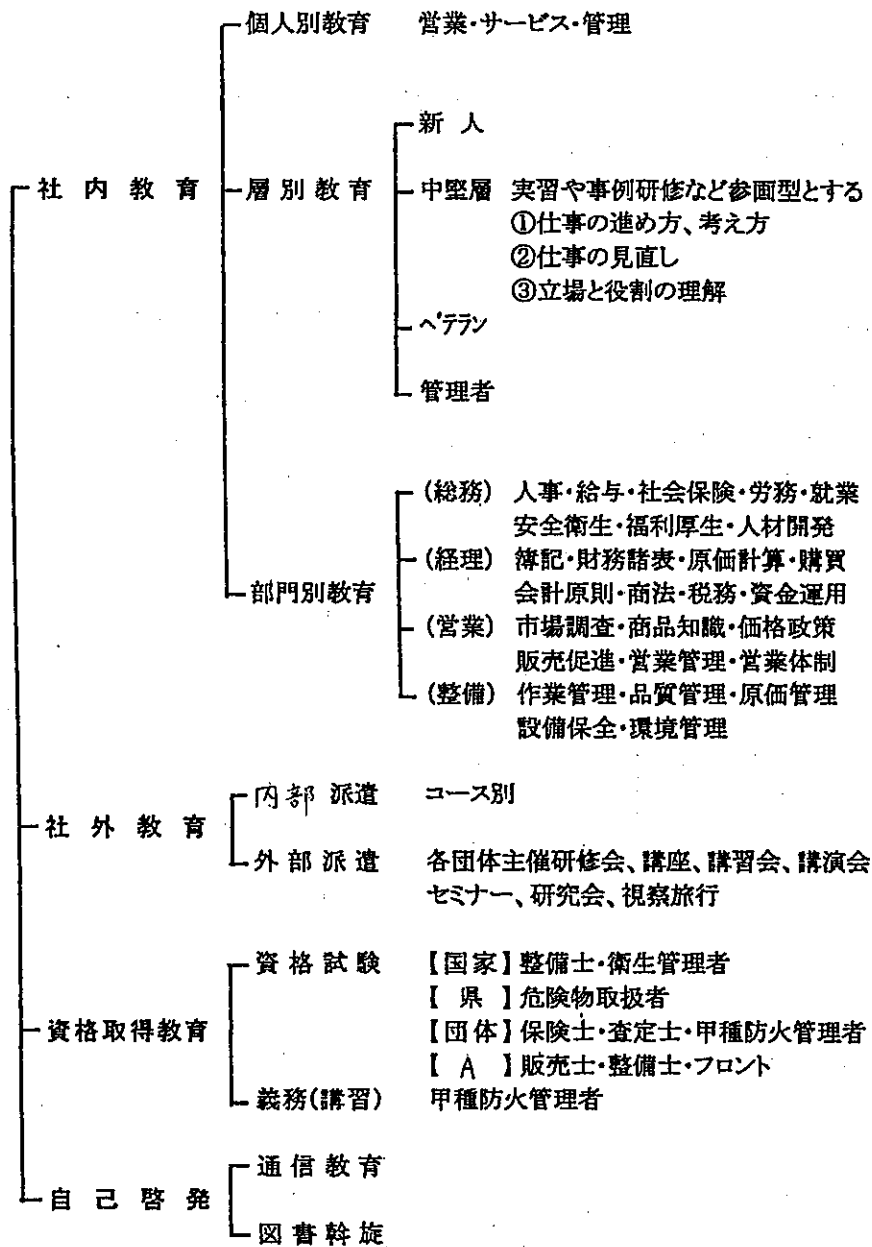 個人別教育 営業・サービス・管理
新人
社内教育 層別教育 中堅層 実習や事例研修など参画型とする
①仕事の進め方、考え方
②仕事の見直し
③立場と役割の理解
ベテラン
管理者
(総務) 人事・給与・社会保険・労務・就業
安全衛生・福利厚生・人材開発
(経理) 簿記・財務諸表・原価計算・購買
部門別教育 会計原則・商法・税務・資金運用
(営業) 市場調査・商品知識・価格政策
販売促進・営業管理・営業体制
(整備) 作業管理・品質管理・原価管理
設備保全・環境管理
内部派遣 コース別
社外教育
外部派遣 各団体主催研修会、講座、講習会、講演会
セミナー、研究会、視察旅行
資格試験 【国家】整備士・衛生管理者
【県】危険物取扱者
資格取得教育 【団体】保険士・査定士・甲種防火管理者
【A】販売士・整備士・フロント
義務(講習) 甲種防火管理者
通信教育
自己啓発
図書斡旋